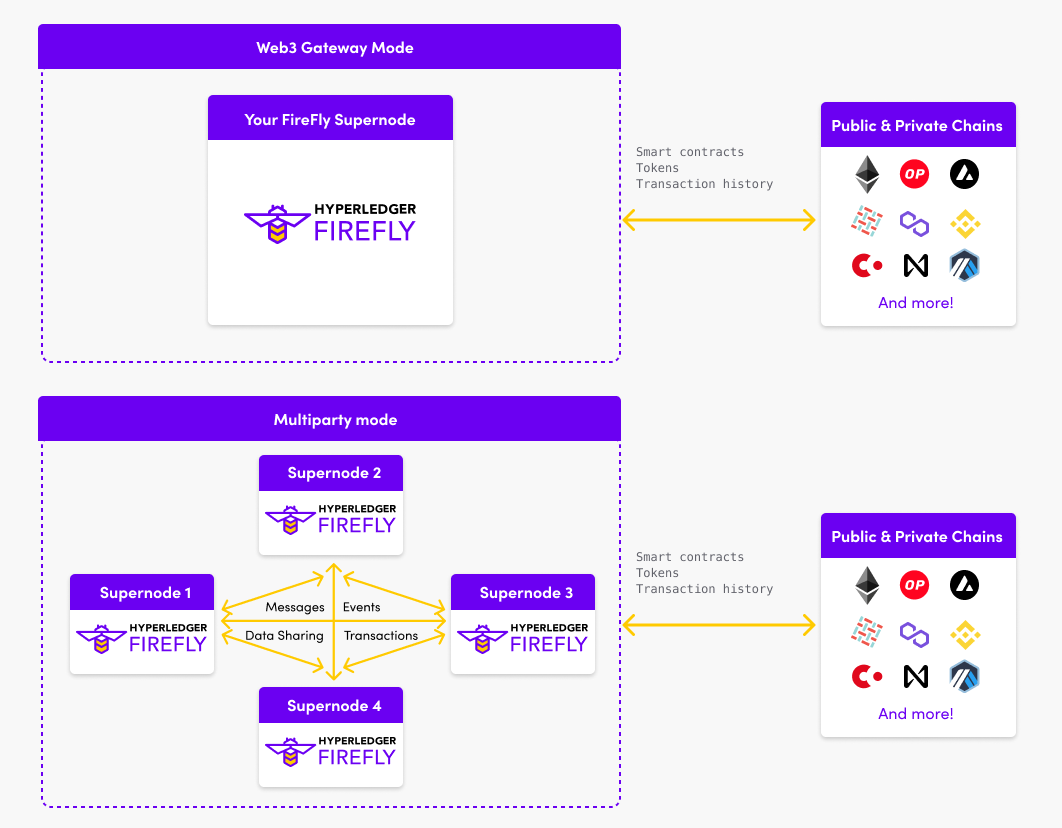 Web3 Gateway Mode
Your FireFly Supernode
HYPERLEDGER
FIREFLY
Smart contracts
Tokens
Transaction history
Public & Private Chains
OP
And more!
Multiparty mode
Supernode 2
HYPERLEDGER
FIREFLY
Supernode 1
HYPERLEDGER
FIREFLY
Messages
Events
Data Sharing
Transactions
Supernode 3
HYPERLEDGER
FIREFLY
Supernode 4
HYPERLEDGER
FIREFLY
Smart contracts
Tokens
Transaction history
Public & Private Chains
OP
And more!